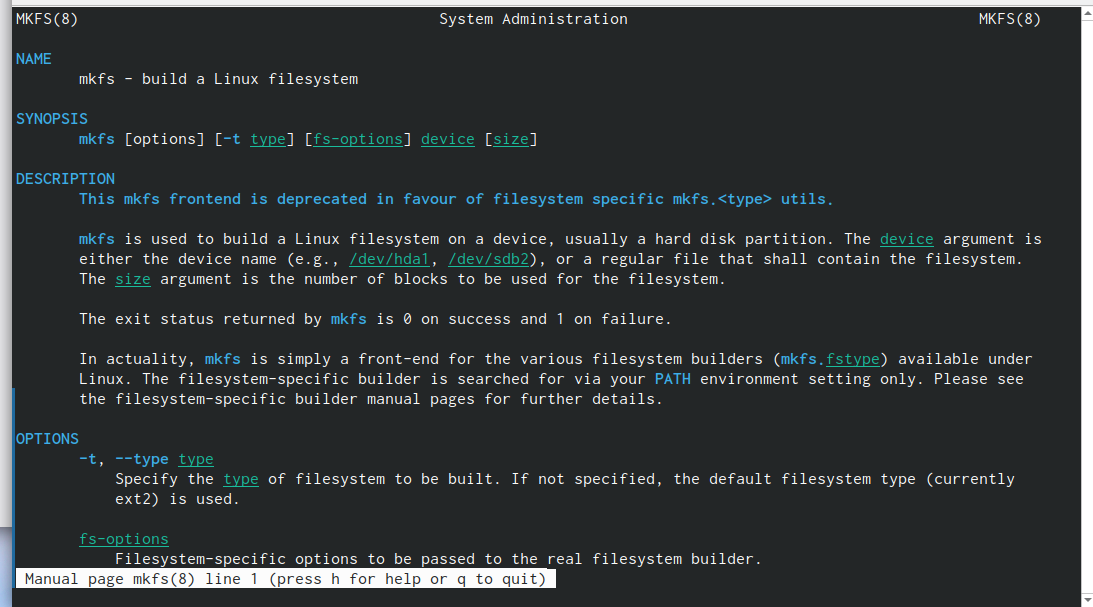 MKFS(8) System Administration MKFS(8)
NAME
mkfs - build a Linux filesystem
SYNOPSIS
mkfs [options] [-t type] [fs-options] device [size]
DESCRIPTION
This mkfs frontend is deprecated in favour of filesystem specific mkfs.<type> utils.
mkfs is used to build a Linux filesystem on a device, usually a hard disk partition. The device argument is
either the device name (e.g., /dev/hda1, /dev/sdb2), or a regular file that shall contain the filesystem.
The size argument is the number of blocks to be used for the filesystem.
The exit status returned by mkfs is 0 on success and 1 on failure.
In actuality, mkfs is simply a front-end for the various filesystem builders (mkfs.fstype) available under
Linux. The filesystem-specific builder is searched for via your PATH environment setting only. Please see
the filesystem-specific builder manual pages for further details.
OPTIONS
-t, --type type
Specify the type of filesystem to be built. If not specified, the default filesystem type (currently
ext2) is used.
fs-options
Filesystem-specific options to be passed to the real filesystem builder.
Manual page mkfs(8) line 1 (press h for help or q to quit)